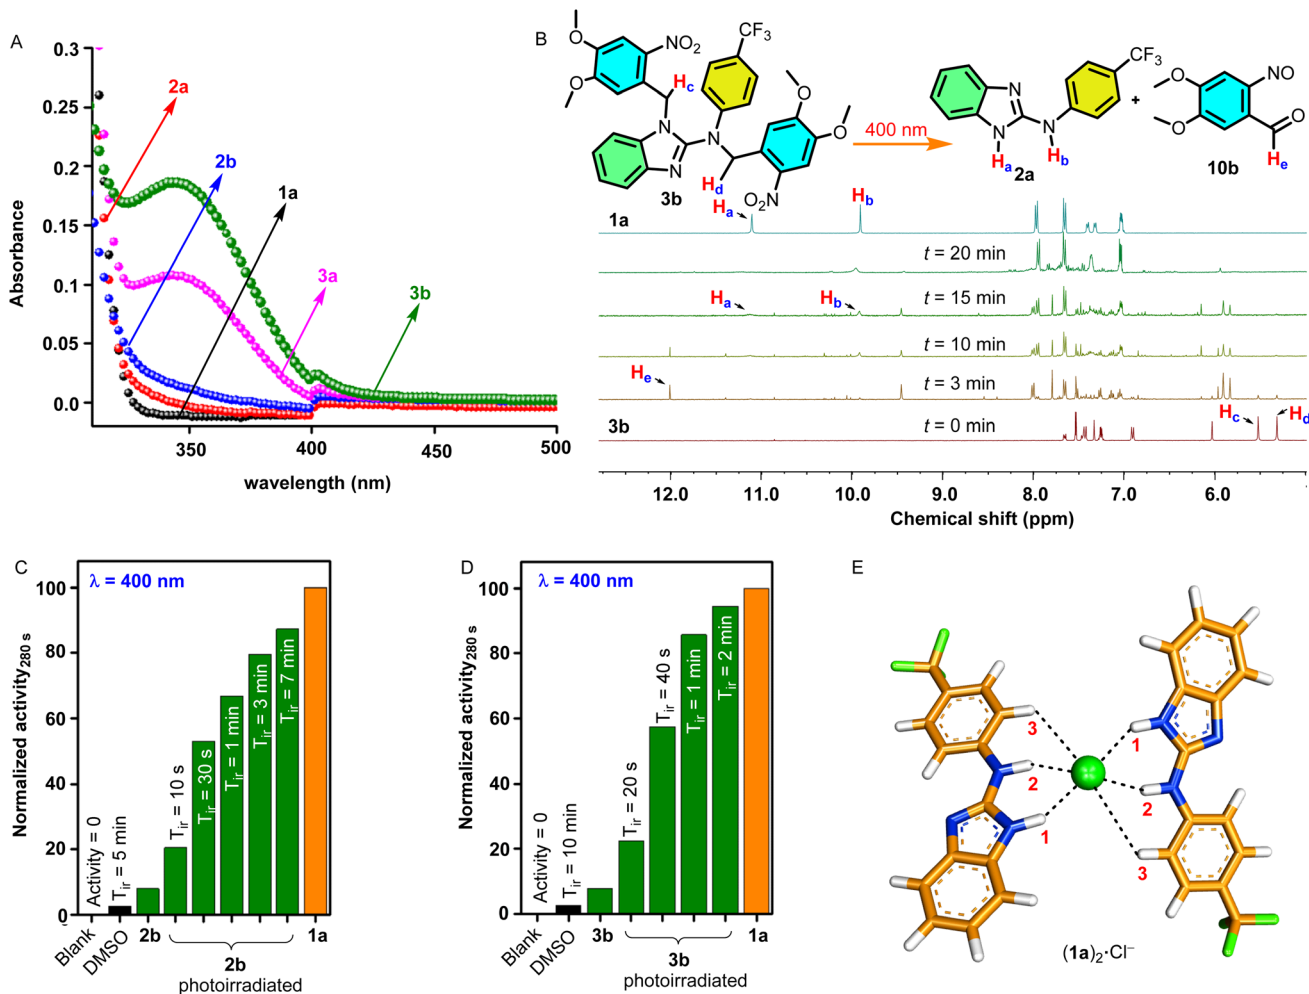 A
0.3
0.25
0.2
0.15
0.1
0.05
0.0
Absorbance
2a
2b
1a
3a
3b
350
400
450
500
wavelength (nm)
B
NO₂
CF₃
O
O
Hc
N
N
N
O
O
Hd
O₂N
3b
400 nm
CF₃
N
N
N
H
Ha
Hb
2a
+
O
O
NO
O
He
10b
1a
Ha
Hb
t = 20 min
Ha
Hb
t = 15 min
t = 10 min
He
t = 3 min
3b
t = 0 min
Hc
Hd
12.0
11.0
10.0
9.0
8.0
7.0
6.0
Chemical shift (ppm)
C
λ = 400 nm
100
80
60
40
20
0
Normalized activity₂₈₀ ₛ
Activity = 0
Tir = 5 min
Tir = 10 s
Tir = 30 s
Tir = 1 min
Tir = 3 min
Tir = 7 min
Blank
DMSO
2b
2b
photoirradiated
1a
D
λ = 400 nm
100
80
60
40
20
0
Normalized activity₂₈₀ ₛ
Activity = 0
Tir = 10 min
Tir = 20 s
Tir = 40 s
Tir = 1 min
Tir = 2 min
Blank
DMSO
3b
3b
photoirradiated
1a
E
3
2
1
1
2
3
(1a)₂·Cl⁻